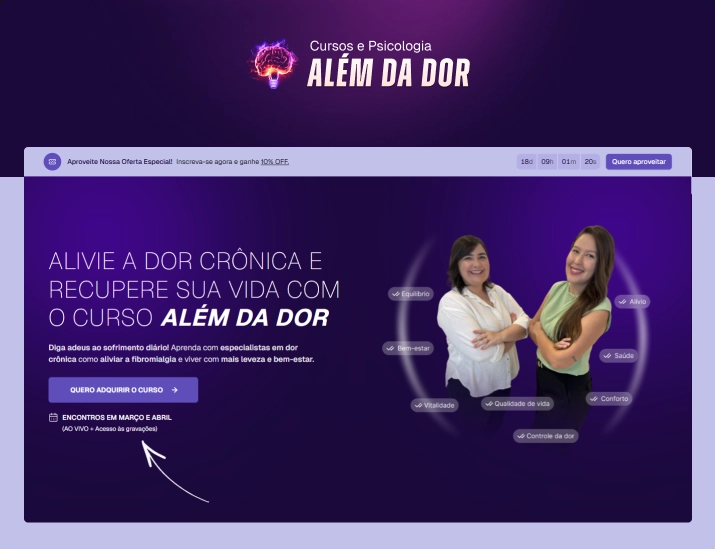 Cursos e Psicologia
ALÉM DA DOR
Aproveite Nossa Oferta Especial! Inscreva-se agora e ganhe 10% OFF.
18d 09h 01m 20s
Quero aproveitar
ALIVIE A DOR CRÔNICA E
RECUPERE SUA VIDA COM
O CURSO ALÉM DA DOR
Diga adeus ao sofrimento diário! Aprenda com especialistas em dor
crônica como aliviar a fibromialgia e viver com mais leveza e bem-estar.
QUERO ADQUIRIR O CURSO
ENCONTROS EM MARÇO E ABRIL
(AO VIVO + Acesso às gravações)
Equilíbrio
Alívio
Bem-estar
Saúde
Vitalidade
Qualidade de vida
Conforto
Controle da dor